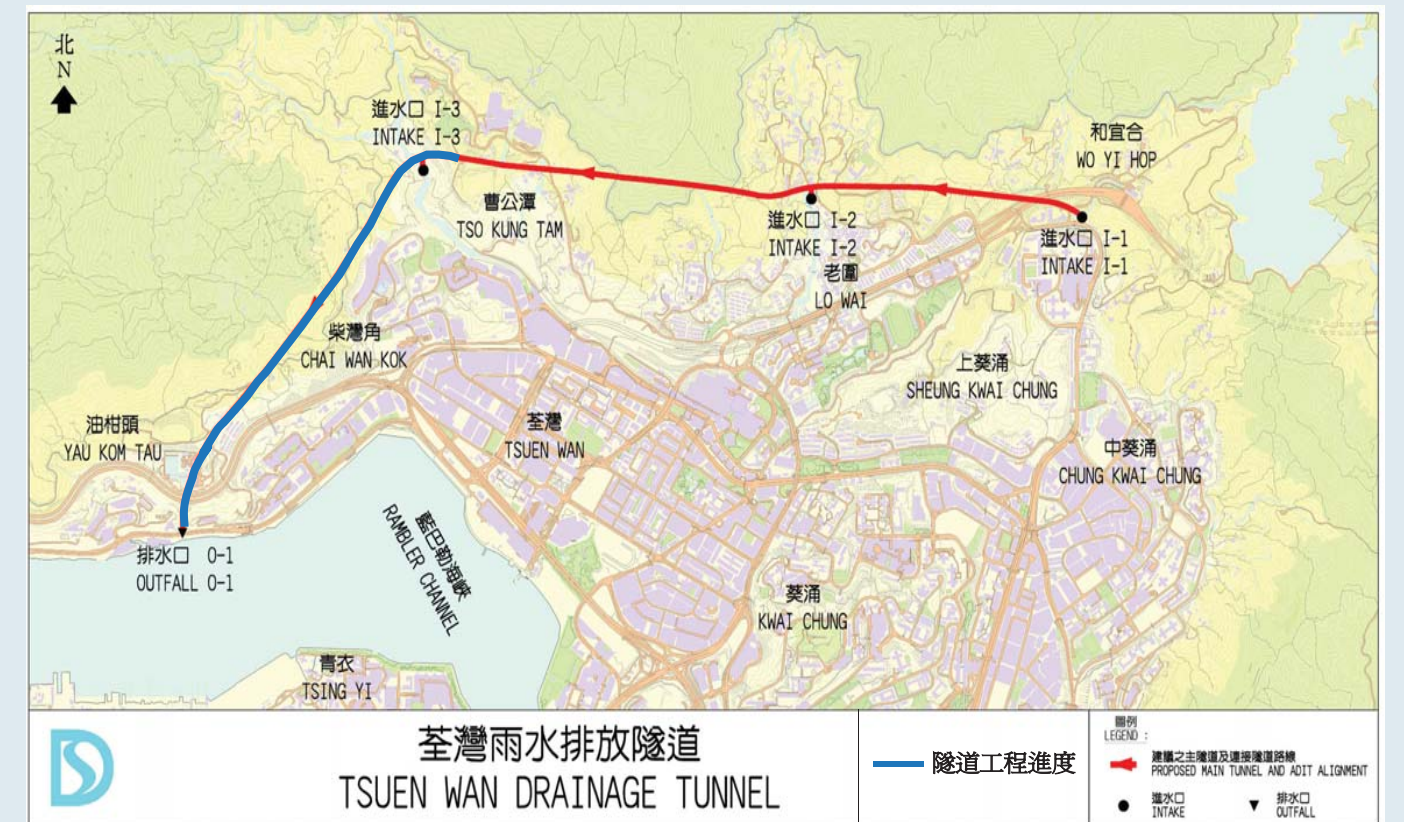 北
N
進水口 I-3
INTAKE I-3
和宜合
WO YI HOP
曹公潭
TSO KUNG TAM
進水口 I-2
INTAKE I-2
進水口 I-1
INTAKE I-1
老圍
LO WAI
柴灣角
CHAI WAN KOK
上葵涌
SHEUNG KWAI CHUNG
油柑頭
YAU KOM TAU
荃灣
TSUEN WAN
中葵涌
CHUNG KWAI CHUNG
排水口 O-1
OUTFALL O-1
藍巴勒海峽
RAMBLER CHANNEL
葵涌
KWAI CHUNG
青衣
TSING YI
荃灣雨水排放隧道
TSUEN WAN DRAINAGE TUNNEL
隧道工程進度
圖例
LEGEND :
建議之主隧道及連接隧道路線
PROPOSED MAIN TUNNEL AND ADIT ALIGNMENT
進水口
INTAKE
排水口
OUTFALL